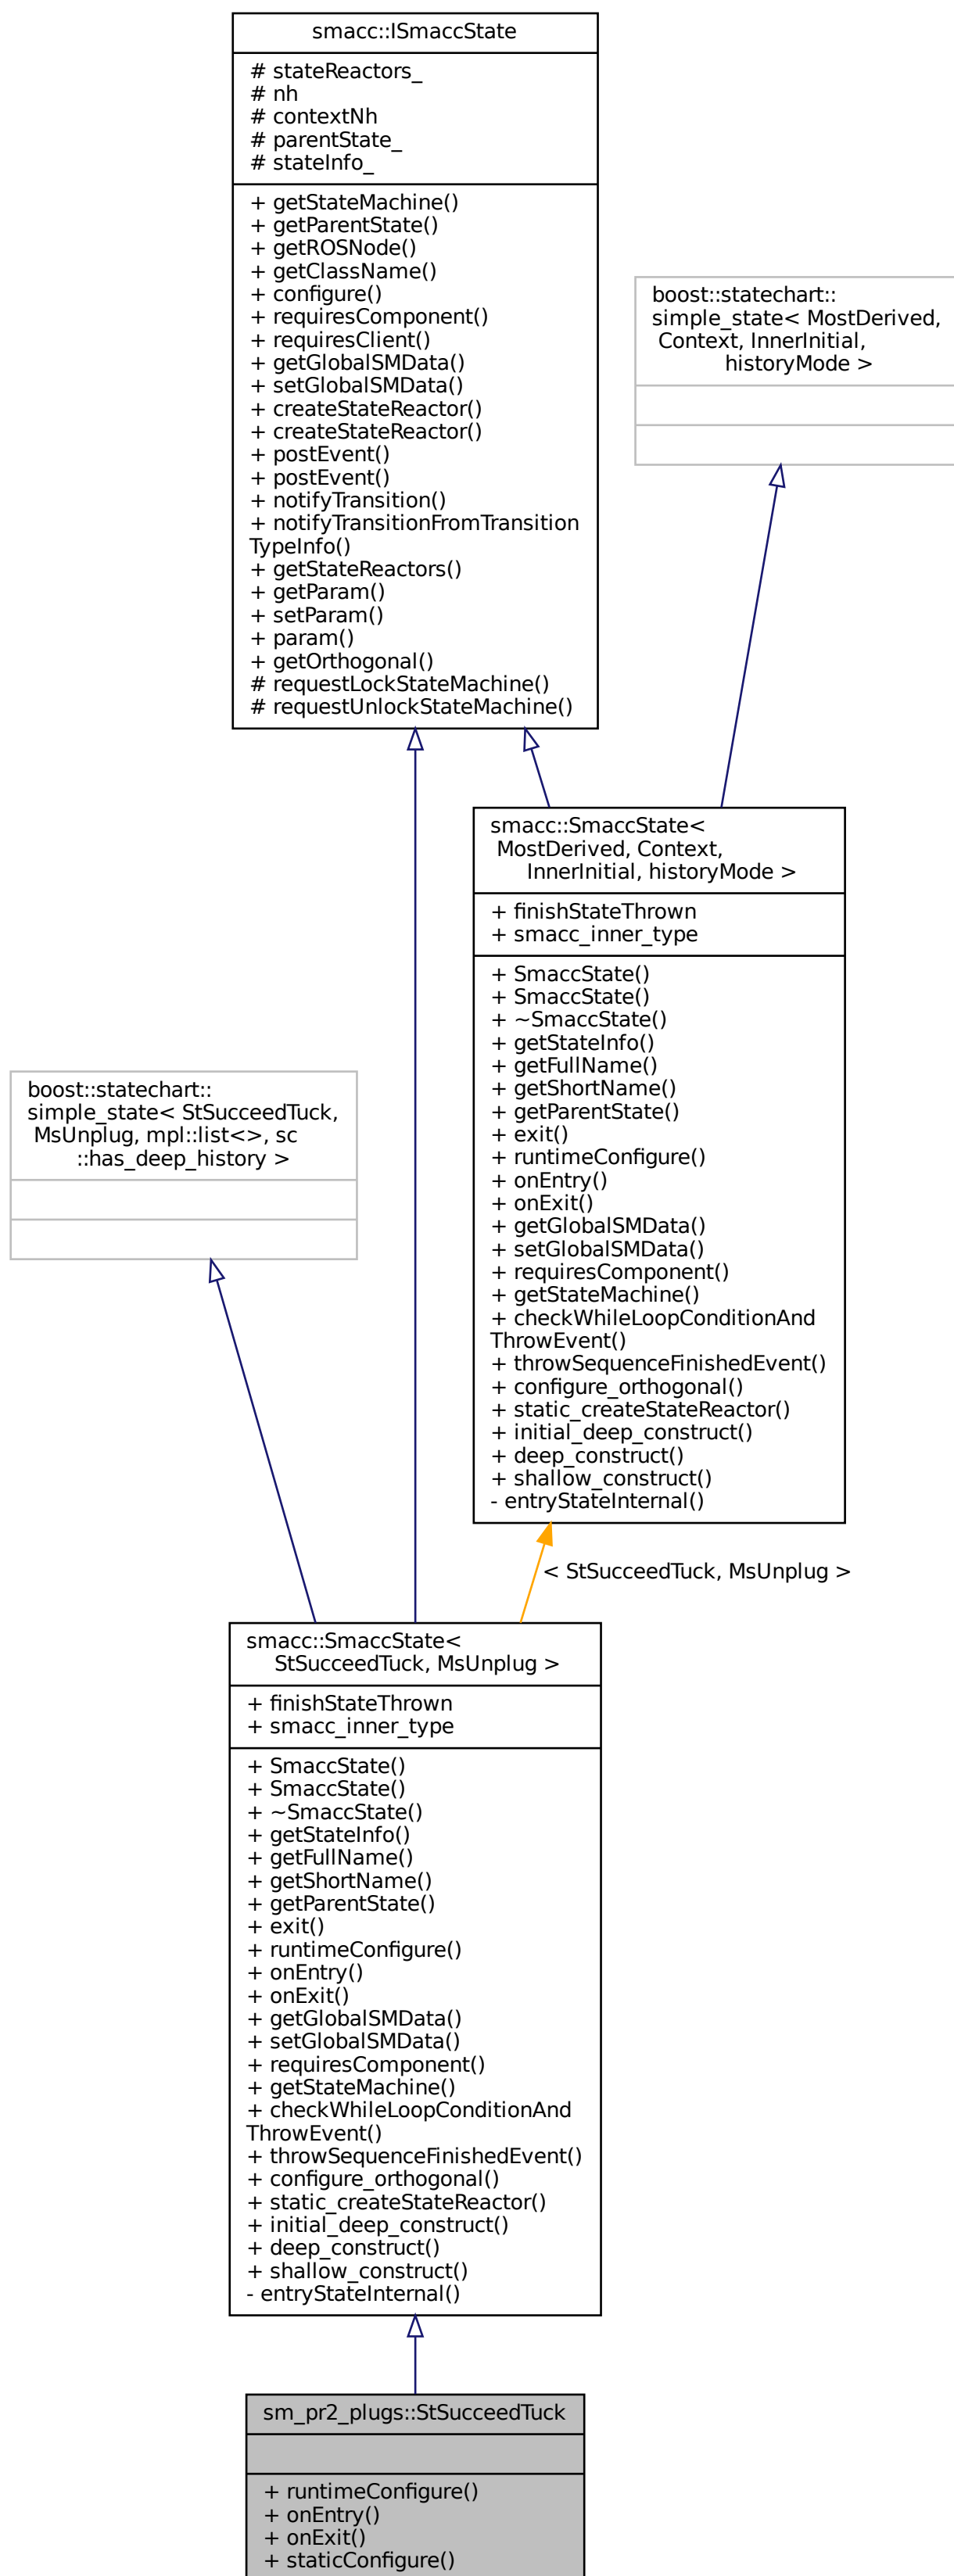 smacc::ISmaccState
# stateReactors_
# nh
# contextNh
# parentState_
# stateInfo_
+ getStateMachine()
+ getParentState()
+ getROSNode()
+ getClassName()
+ configure()
+ requiresComponent()
+ requiresClient()
+ getGlobalSMData()
+ setGlobalSMData()
+ createStateReactor()
+ createStateReactor()
+ postEvent()
+ postEvent()
+ notifyTransition()
+ notifyTransitionFromTransition
TypeInfo()
+ getStateReactors()
+ getParam()
+ setParam()
+ param()
+ getOrthogonal()
# requestLockStateMachine()
# requestUnlockStateMachine()
boost::statechart::
simple_state< MostDerived,
Context, InnerInitial,
historyMode >
smacc::SmaccState<
MostDerived, Context,
InnerInitial, historyMode >
+ finishStateThrown
+ smacc_inner_type
+ SmaccState()
+ SmaccState()
+ ~SmaccState()
+ getStateInfo()
+ getFullName()
+ getShortName()
+ getParentState()
+ exit()
+ runtimeConfigure()
+ onEntry()
+ onExit()
+ getGlobalSMData()
+ setGlobalSMData()
+ requiresComponent()
+ getStateMachine()
+ checkWhileLoopConditionAnd
ThrowEvent()
+ throwSequenceFinishedEvent()
+ configure_orthogonal()
+ static_createStateReactor()
+ initial_deep_construct()
+ deep_construct()
+ shallow_construct()
- entryStateInternal()
boost::statechart::
simple_state< StSucceedTuck,
MsUnplug, mpl::list<>, sc
::has_deep_history >
< StSucceedTuck, MsUnplug >
smacc::SmaccState<
StSucceedTuck, MsUnplug >
+ finishStateThrown
+ smacc_inner_type
+ SmaccState()
+ SmaccState()
+ ~SmaccState()
+ getStateInfo()
+ getFullName()
+ getShortName()
+ getParentState()
+ exit()
+ runtimeConfigure()
+ onEntry()
+ onExit()
+ getGlobalSMData()
+ setGlobalSMData()
+ requiresComponent()
+ getStateMachine()
+ checkWhileLoopConditionAnd
ThrowEvent()
+ throwSequenceFinishedEvent()
+ configure_orthogonal()
+ static_createStateReactor()
+ initial_deep_construct()
+ deep_construct()
+ shallow_construct()
- entryStateInternal()
sm_pr2_plugs::StSucceedTuck
+ runtimeConfigure()
+ onEntry()
+ onExit()
+ staticConfigure()